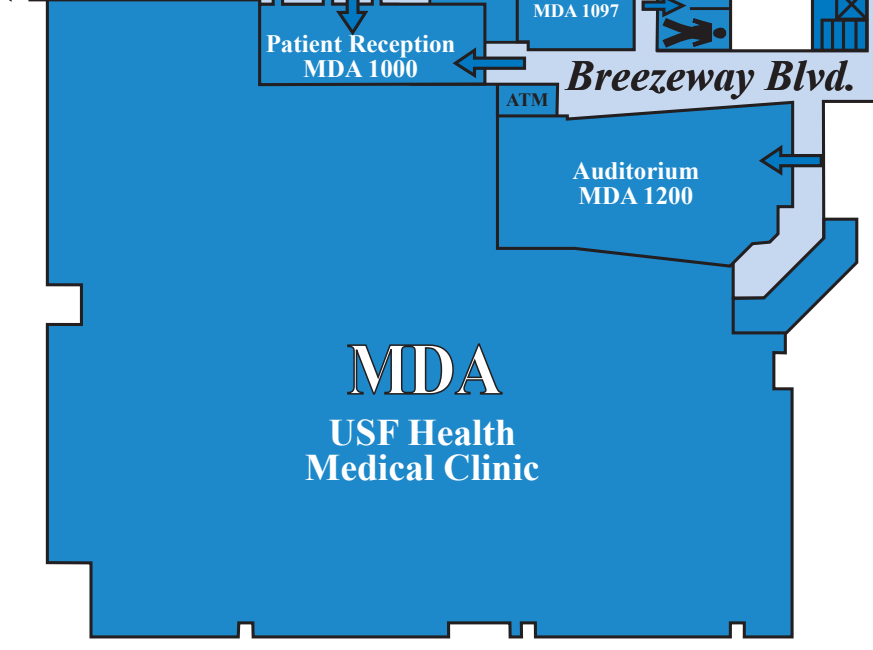 MDA 1097
Patient Reception
MDA 1000
Breezeway Blvd.
ATM
Auditorium
MDA 1200
MDA
USF Health
Medical Clinic